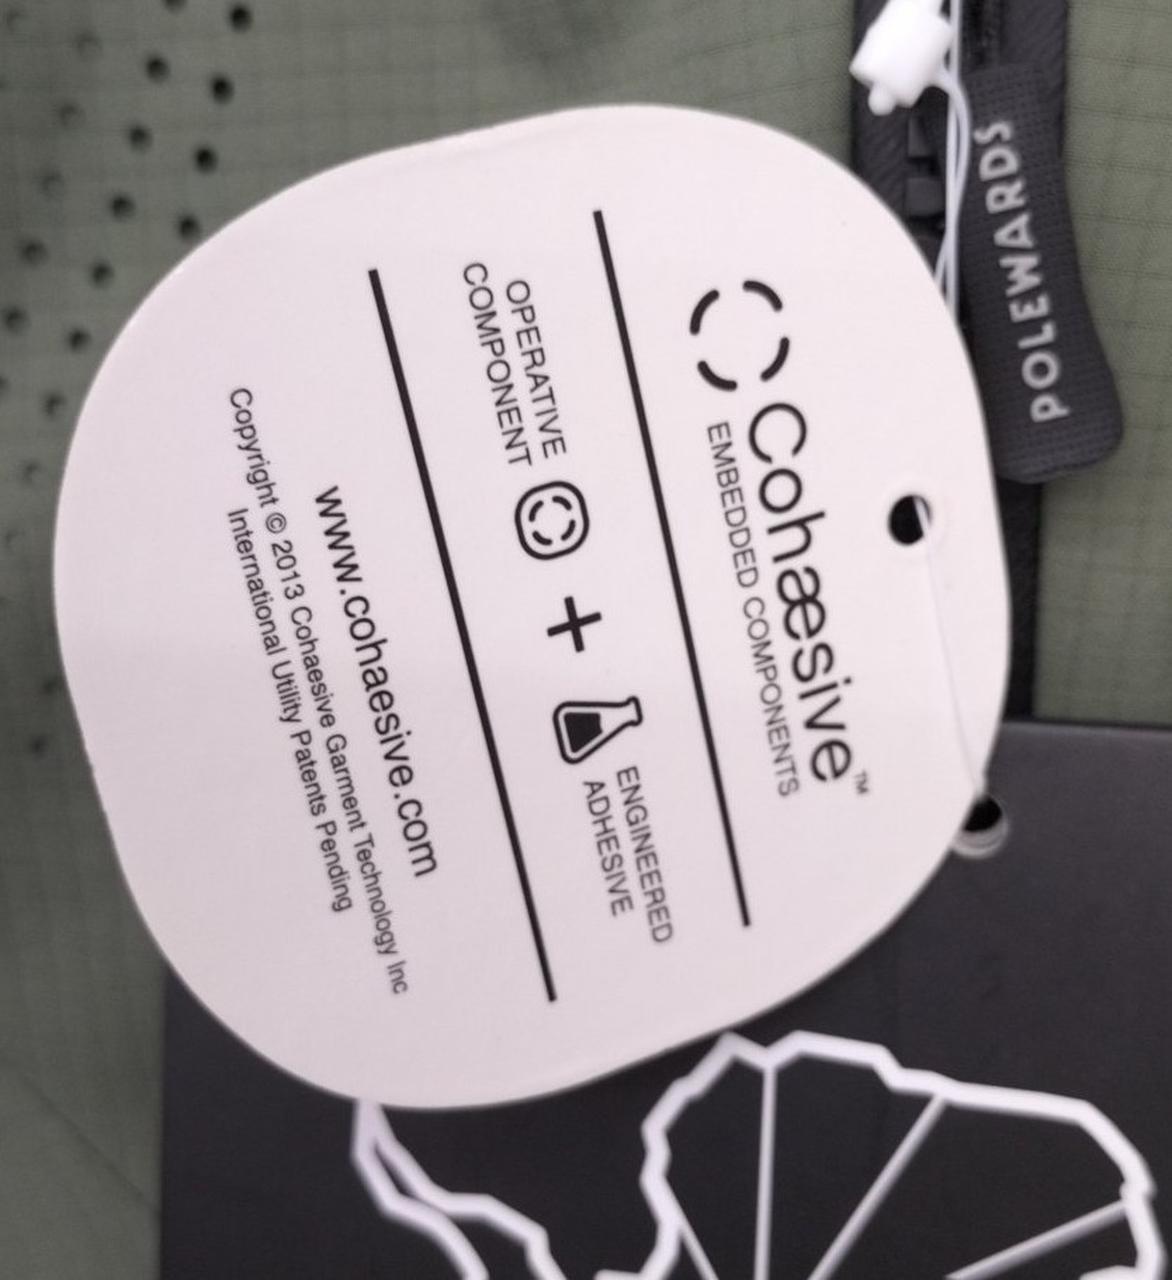 Cohæsive™
EMBEDDED COMPONENTS
OPERATIVE
COMPONENT
+
ENGINEERED
ADHESIVE
www.cohaesive.com
Copyright © 2013 Cohaesive Garment Technology Inc
International Utility Patents Pending
POLEWARDS